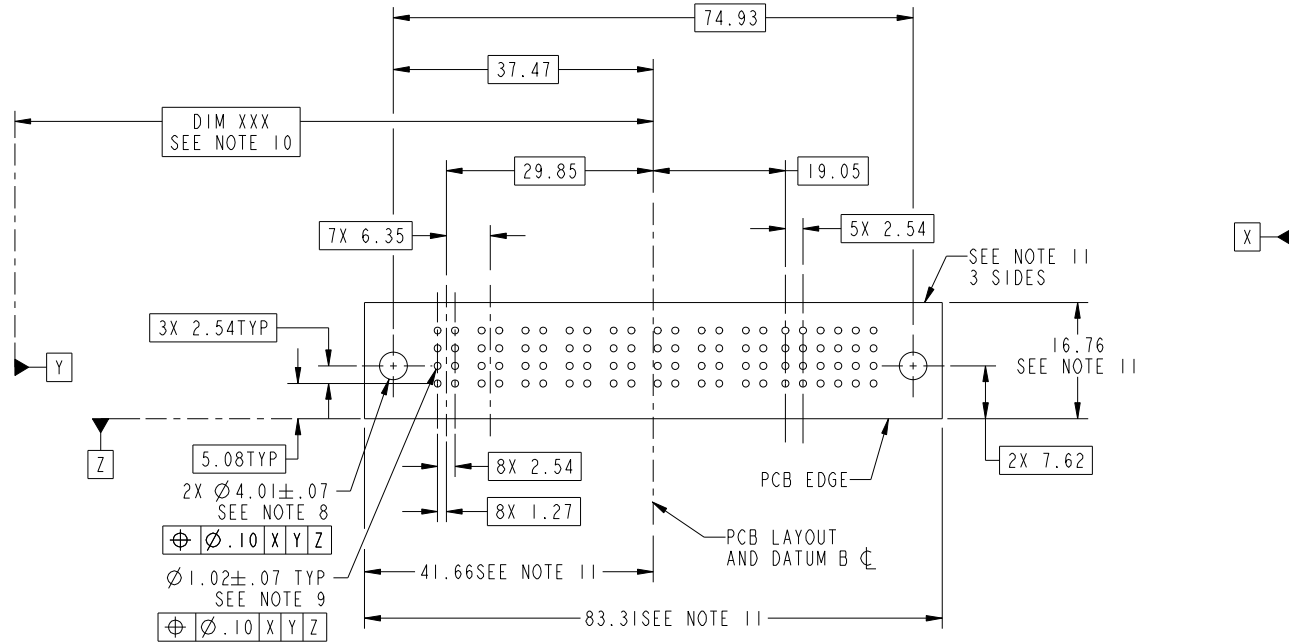 74.93
37.47
DIM XXX
SEE NOTE 10
29.85
19.05
7X 6.35
5X 2.54
X
SEE NOTE 11
3 SIDES
3X 2.54TYP
16.76
SEE NOTE 11
Y
Z
5.08TYP
8X 2.54
2X 7.62
PCB EDGE
2X Ø4.01±.07
SEE NOTE 8
⌖ Ø.10 X Y Z
8X 1.27
PCB LAYOUT
AND DATUM B ℄
Ø1.02±.07 TYP
SEE NOTE 9
⌖ Ø.10 X Y Z
41.66SEE NOTE 11
83.31SEE NOTE 11